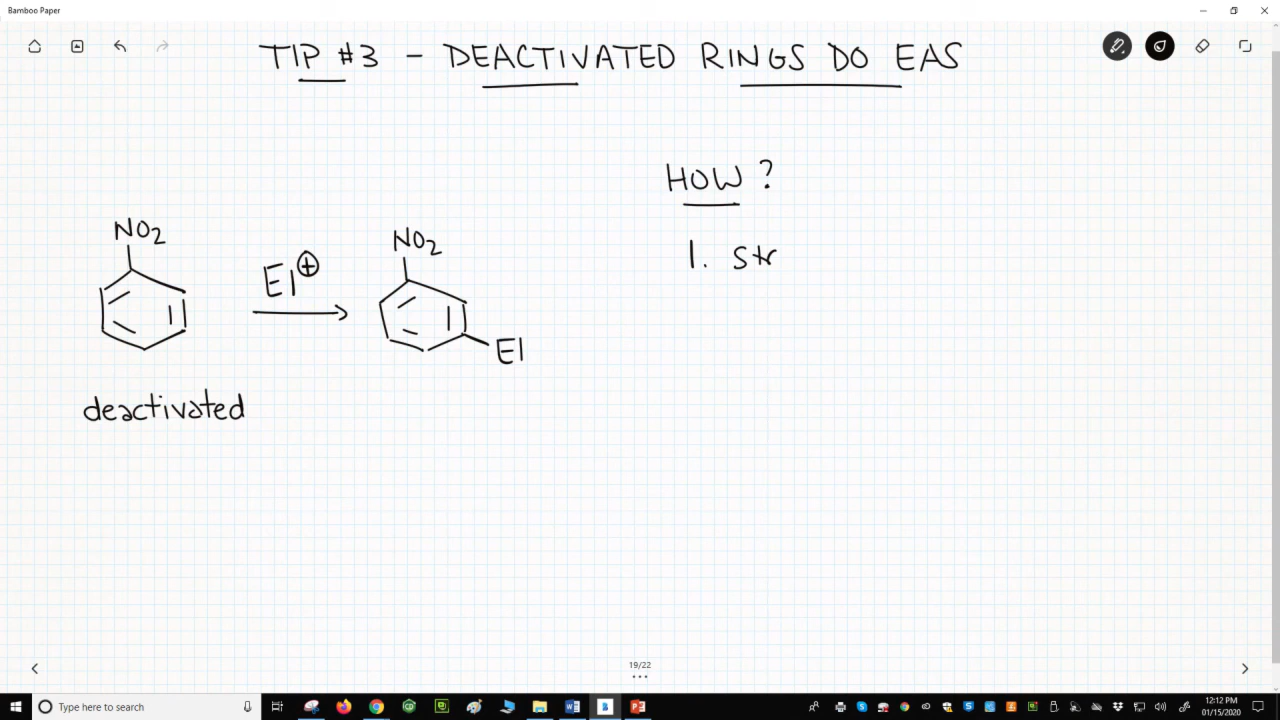 Bamboo Paper
TIP #3 - DEACTIVATED RINGS DO EAS
HOW ?
1. Str
NO2
El⊕
NO2
El
deactivated
19/22
Type here to search
12:12 PM
01/15/2020